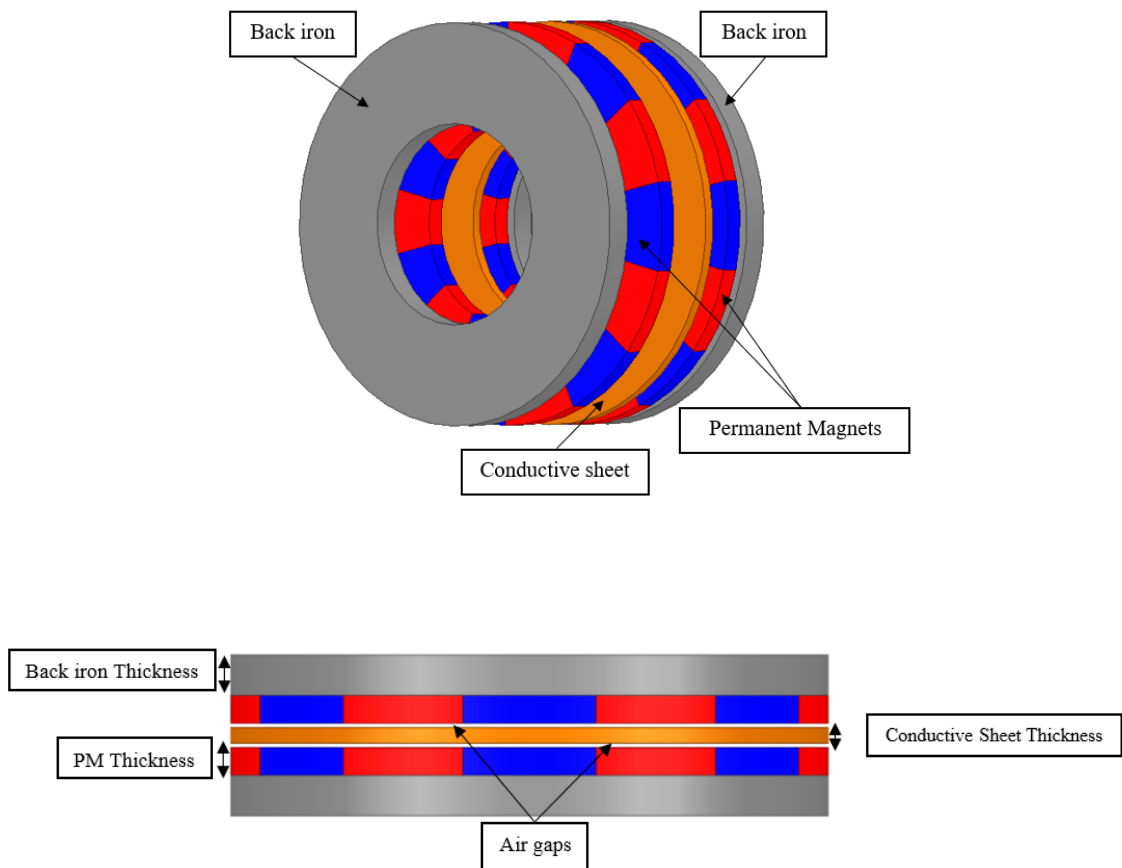 Back iron
Back iron
Permanent Magnets
Conductive sheet
Back iron Thickness
Conductive Sheet Thickness
PM Thickness
Air gaps